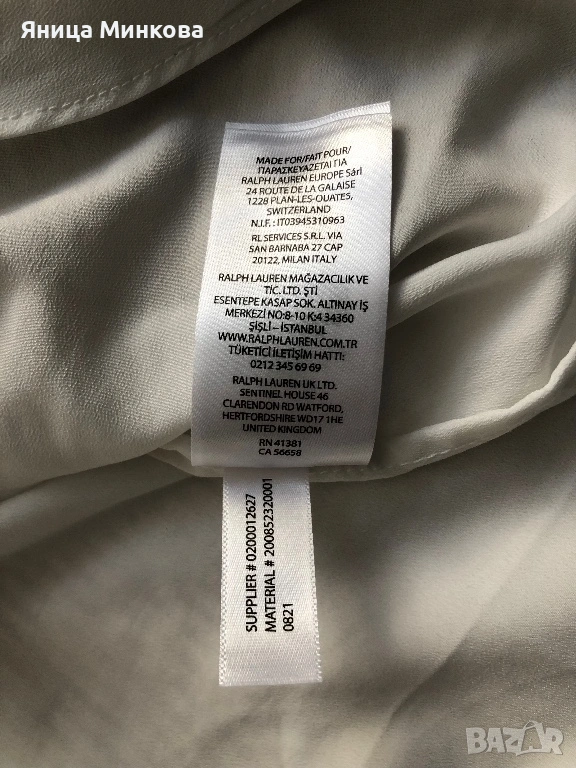 Яница Минкова
MADE FOR/FAIT POUR/
ΠΑΡΑΣΚΕΥΑΖΕΤΑΙ ΓΙΑ
RALPH LAUREN EUROPE Sárl
24 ROUTE DE LA GALAISE
1228 PLAN-LES-OUATES,
SWITZERLAND
N.I.F. : IT03945310963
RL SERVICES S.R.L. VIA
SAN BARNABA 27 CAP
20122, MILAN ITALY
RALPH LAUREN MAĞAZACILIK VE
TİC. LTD. ŞTİ
ESENTEPE KASAP SOK. ALTINAY İŞ
MERKEZİ NO:8-10 K:4 34360
ŞİŞLİ – İSTANBUL
WWW.RALPHLAUREN.COM.TR
TÜKETİCİ İLETİŞİM HATTI:
0212 345 69 69
RALPH LAUREN UK LTD.
SENTINEL HOUSE 46
CLARENDON RD WATFORD,
HERTFORDSHIRE WD17 1HE
UNITED KINGDOM
RN 41381
CA 56658
SUPPLIER # 0200012627
MATERIAL # 200852320001
0821
BAZAR